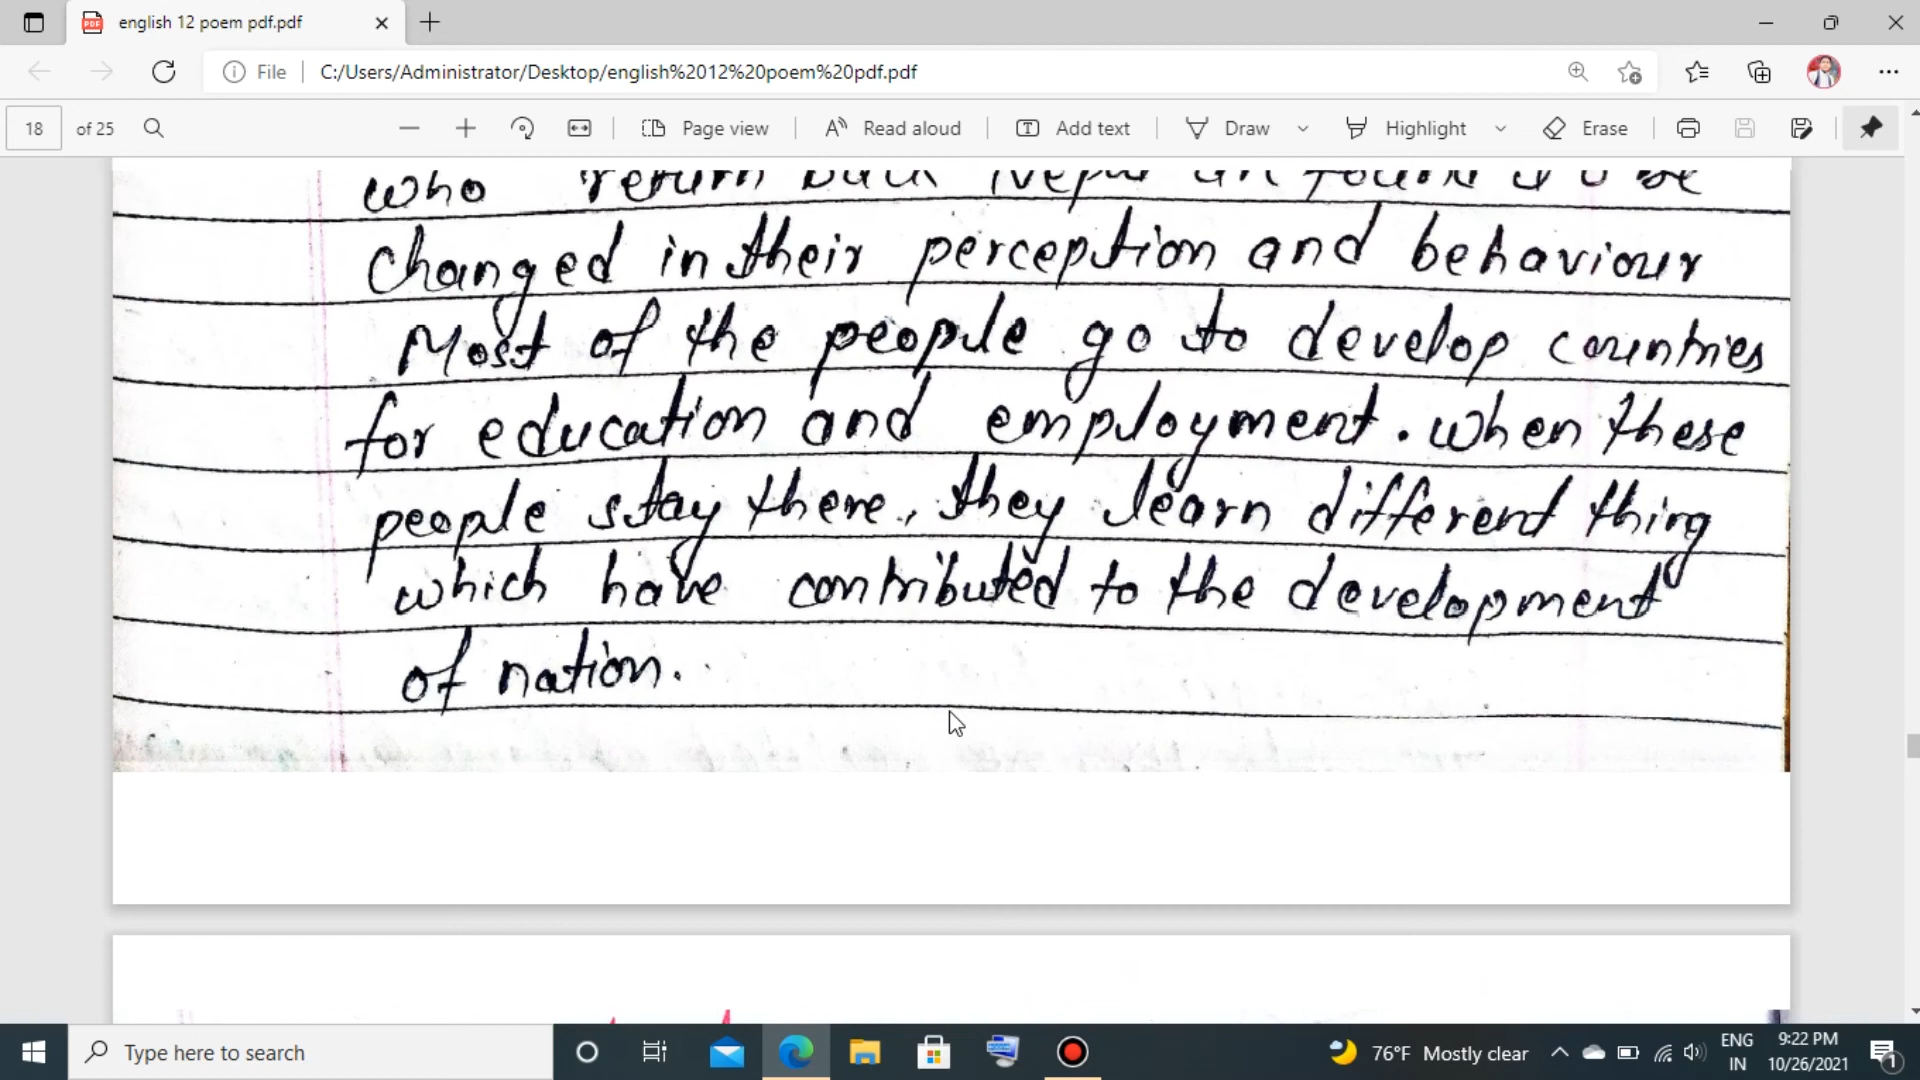 english 12 poem pdf.pdf
File C:/Users/Administrator/Desktop/english%2012%20poem%20pdf.pdf
18 of 25 Page view Read aloud Add text Draw Highlight Erase
who return back
changed in their perception and behaviour
Most of the people go to develop countries
for education and employment. when these
people stay there, they learn different thing
which have contributed to the development
of nation.
Type here to search 76°F Mostly clear ENG IN 9:22 PM 10/26/2021 1